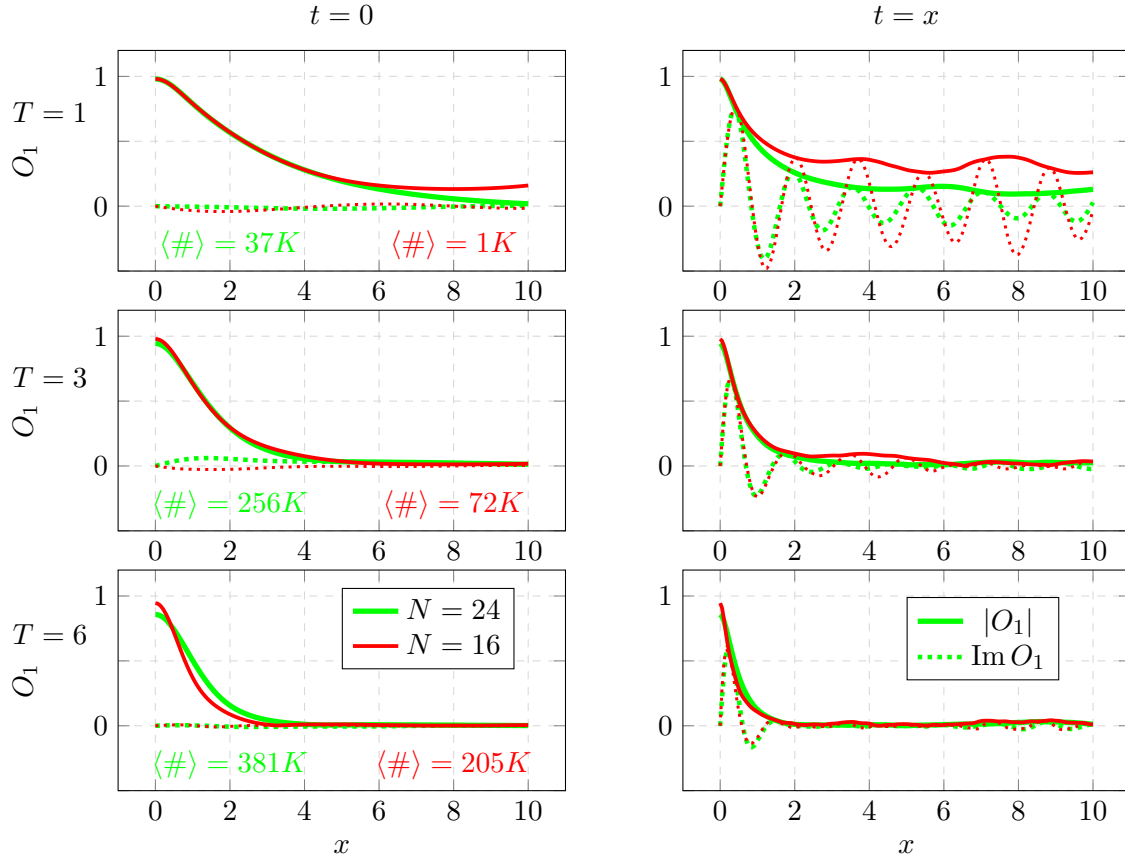 t = 0
t = x
1
0
T = 1
O₁
⟨#⟩ = 37K
⟨#⟩ = 1K
0 2 4 6 8 10
1
0
0 2 4 6 8 10
1
0
T = 3
O₁
⟨#⟩ = 256K
⟨#⟩ = 72K
0 2 4 6 8 10
1
0
0 2 4 6 8 10
1
0
T = 6
O₁
N = 24
N = 16
⟨#⟩ = 381K
⟨#⟩ = 205K
0 2 4 6 8 10
x
1
0
|O₁|
Im O₁
0 2 4 6 8 10
x